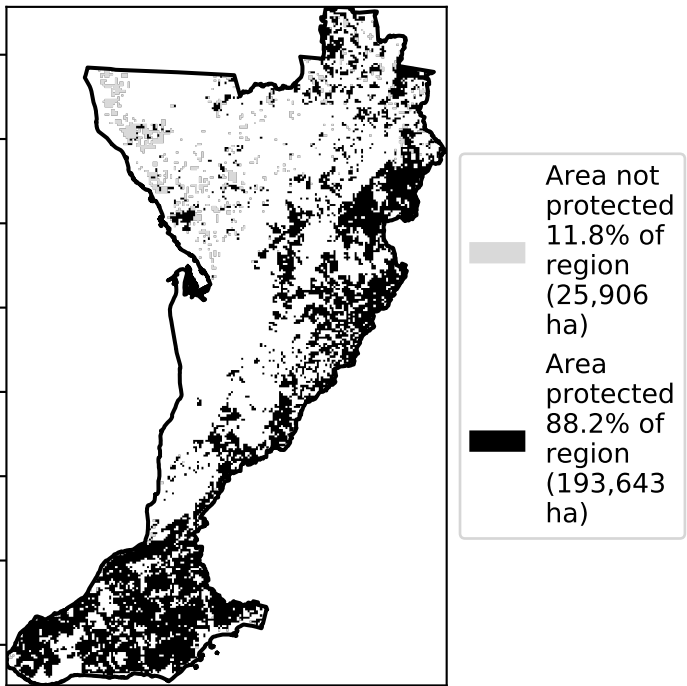 Area not
protected
11.8% of
region
(25,906
ha)
Area
protected
88.2% of
region
(193,643
ha)